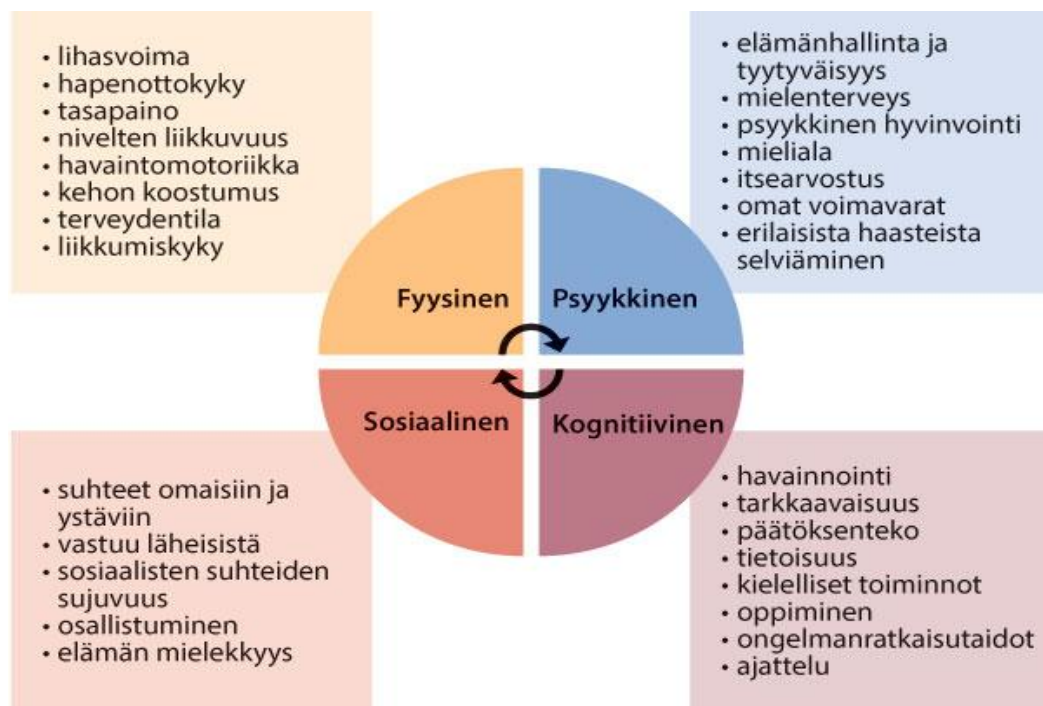 • lihasvoima
• hapenottokyky
• tasapaino
• nivelten liikkuvuus
• havaintomotoriikka
• kehon koostumus
• terveydentila
• liikkumiskyky
• elämänhallinta ja
tyytyväisyys
• mielenterveys
• psyykkinen hyvinvointi
• mieliala
• itsearvostus
• omat voimavarat
• erilaisista haasteista
selviäminen
Fyysinen
Psyykkinen
Sosiaalinen
Kognitiivinen
• suhteet omaisiin ja
ystäviin
• vastuu läheisistä
• sosiaalisten suhteiden
sujuvuus
• osallistuminen
• elämän mielekkyys
• havainnointi
• tarkkaavaisuus
• päätöksenteko
• tietoisuus
• kielelliset toiminnot
• oppiminen
• ongelmanratkaisutaidot
• ajattelu